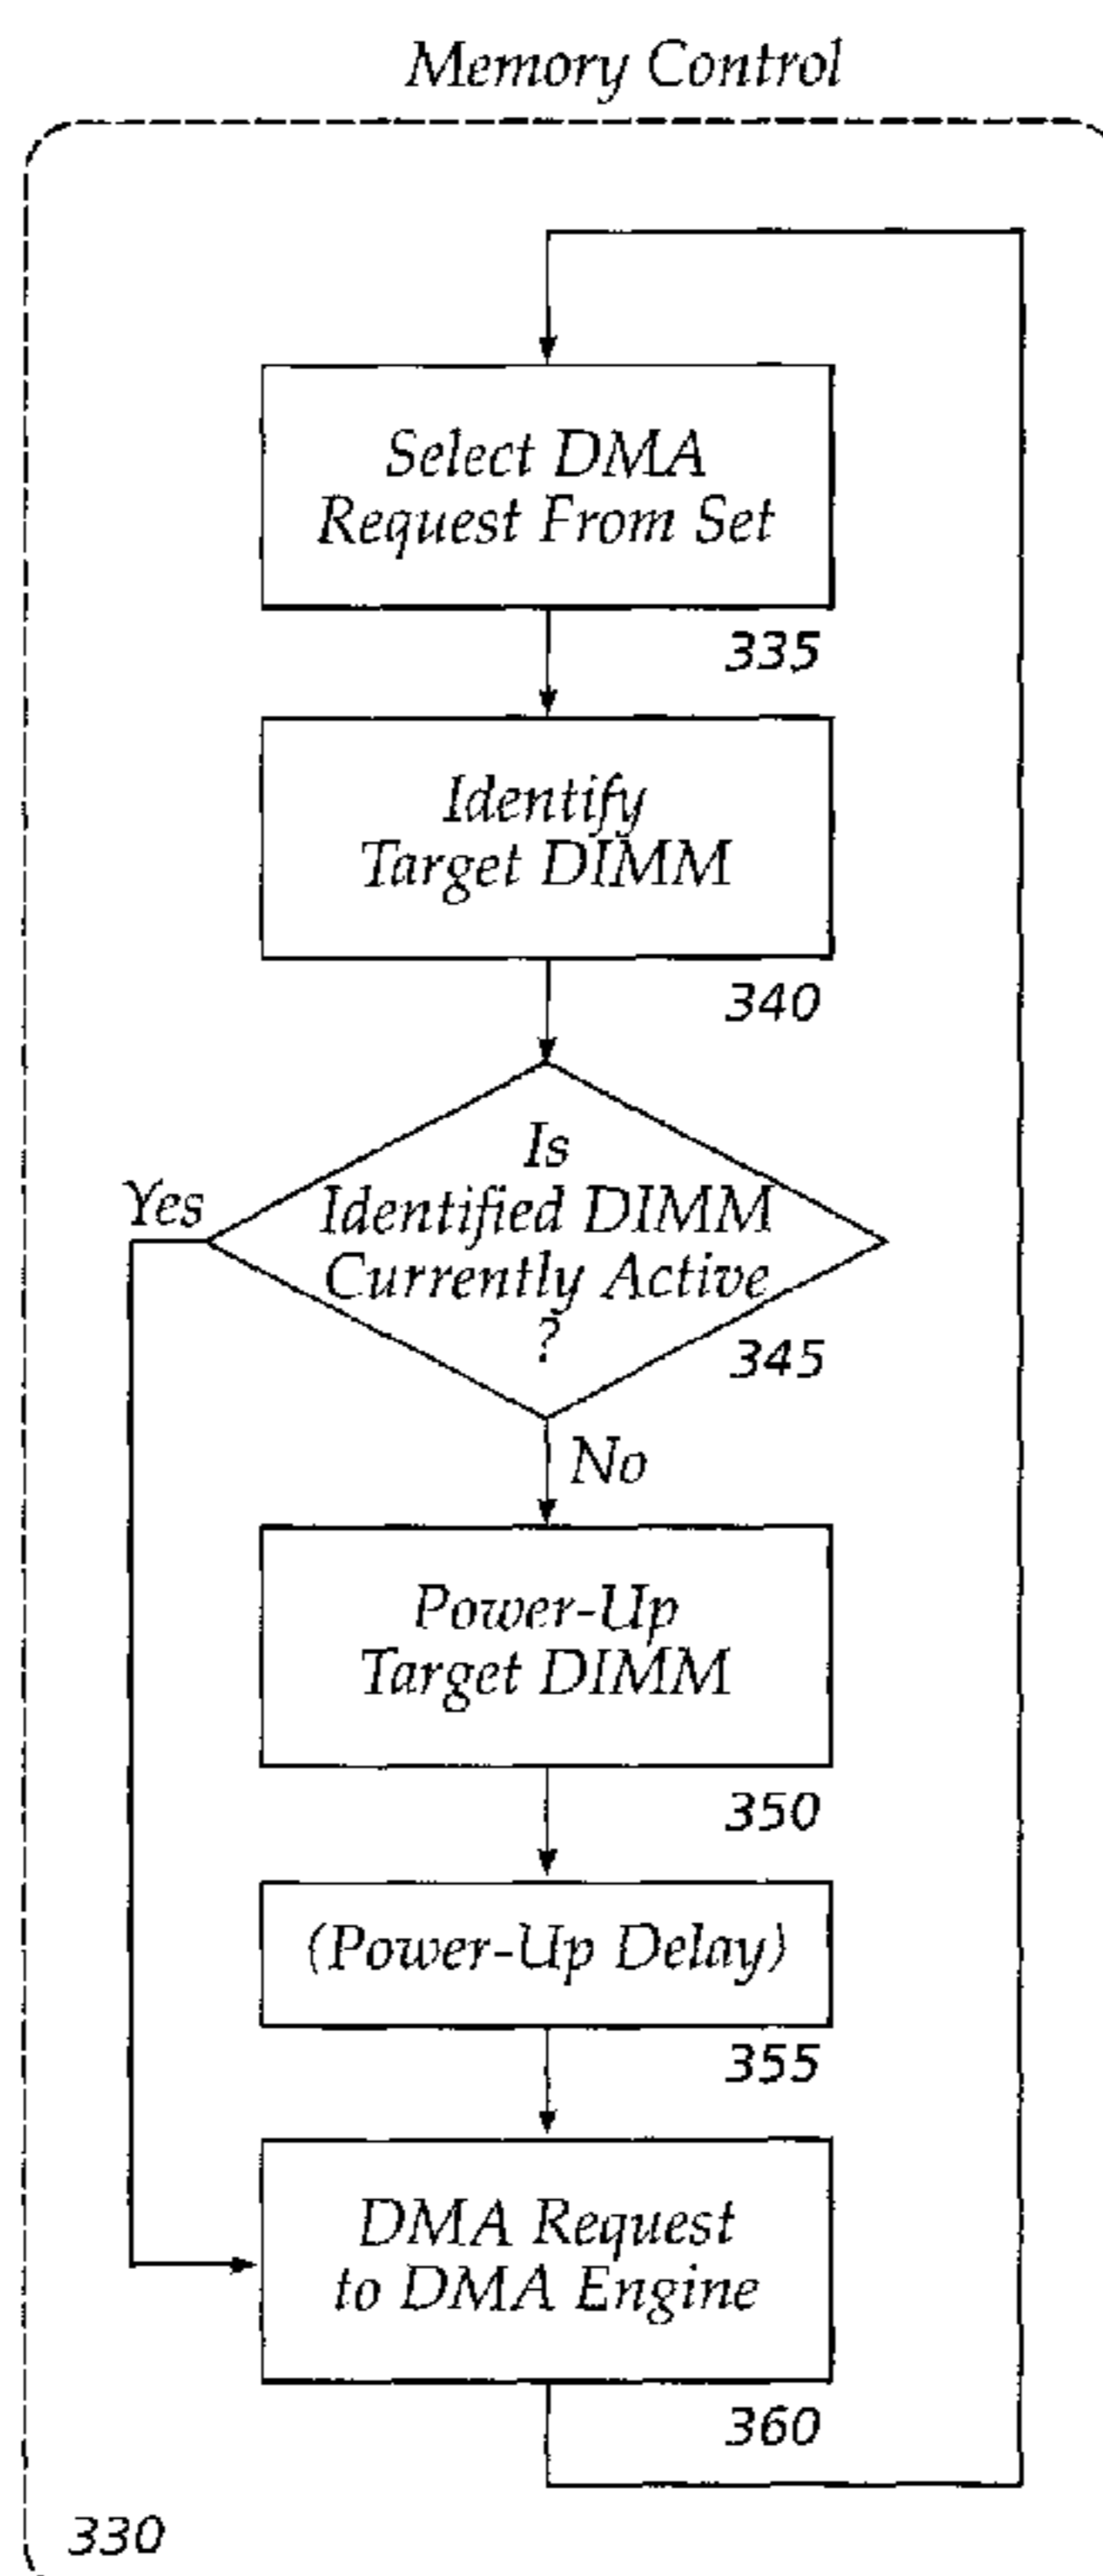 Memory Control
Select DMA
Request From Set
335
Identify
Target DIMM
340
Is
Identified DIMM
Currently Active
?
Yes
345
No
Power-Up
Target DIMM
350
(Power-Up Delay)
355
DMA Request
to DMA Engine
360
330